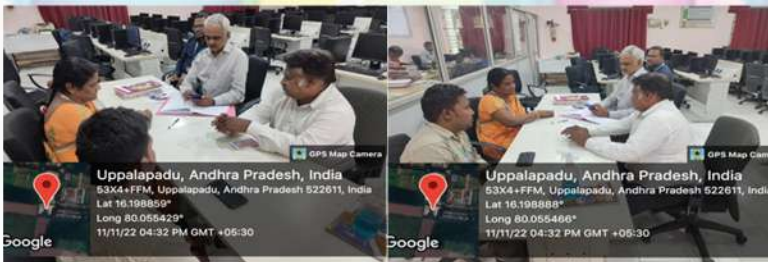 GPS Map Camera
Uppalapadu, Andhra Pradesh, India
53X4+FFM, Uppalapadu, Andhra Pradesh 522611, India
Lat 16.198859°
Long 80.055429°
11/11/22 04:32 PM GMT +05:30
Google
GPS Map Cam
Uppalapadu, Andhra Pradesh, India
53X4+FFM, Uppalapadu, Andhra Pradesh 522611, India
Lat 16.198888°
Long 80.055466°
11/11/22 04:32 PM GMT +05:30
Google